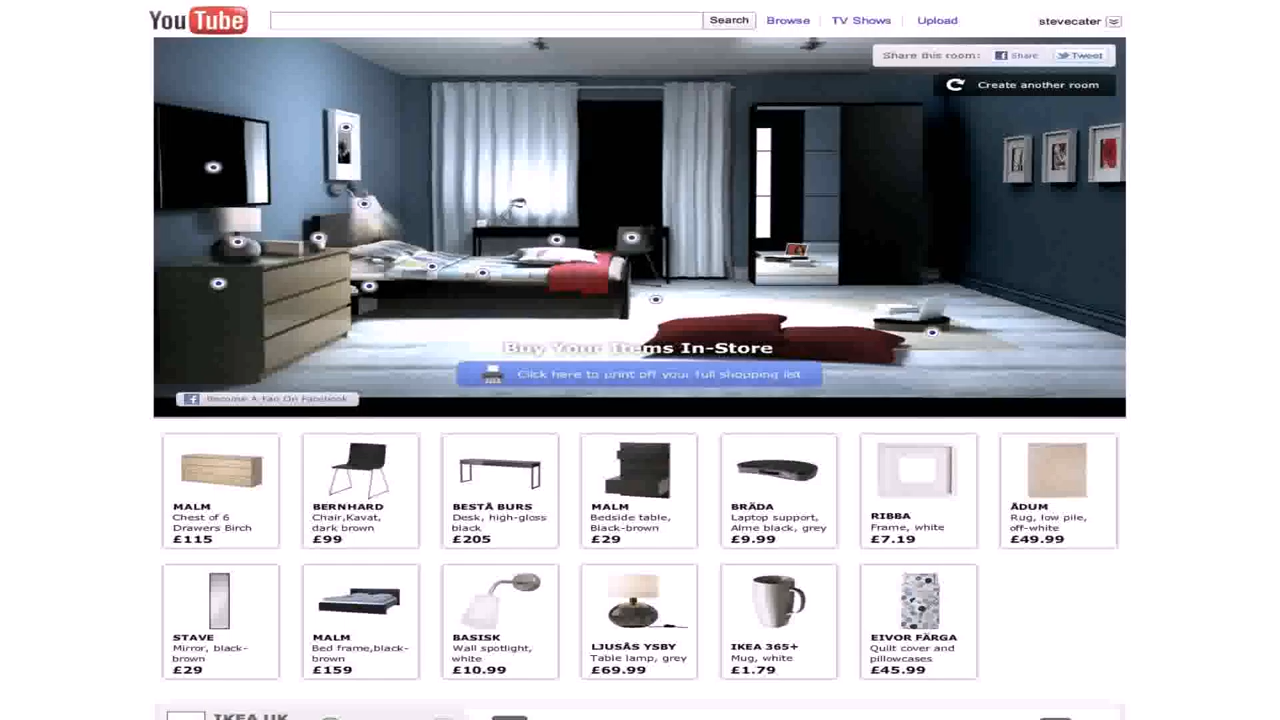 YouTube
Search
Browse
TV Shows
Upload
stevecater
Share this room:
Share
Tweet
Create another room
Buy Your Items In-Store
Click here to print off your full shopping list
Become A Fan On Facebook
MALM
Chest of 6
Drawers Birch
£115
BERNHARD
Chair,Kavat,
dark brown
£99
BESTÅ BURS
Desk, high-gloss
black
£205
MALM
Bedside table,
Black-brown
£29
BRÄDA
Laptop support,
Alme black, grey
£9.99
RIBBA
Frame, white
£7.19
ÅDUM
Rug, low pile,
off-white
£49.99
STAVE
Mirror, black-
brown
£29
MALM
Bed frame,black-
brown
£159
BASISK
Wall spotlight,
white
£10.99
LJUSÅS YSBY
Table lamp, grey
£69.99
IKEA 365+
Mug, white
£1.79
EIVOR FÄRGA
Quilt cover and
pillowcases
£45.99
IKEA UK